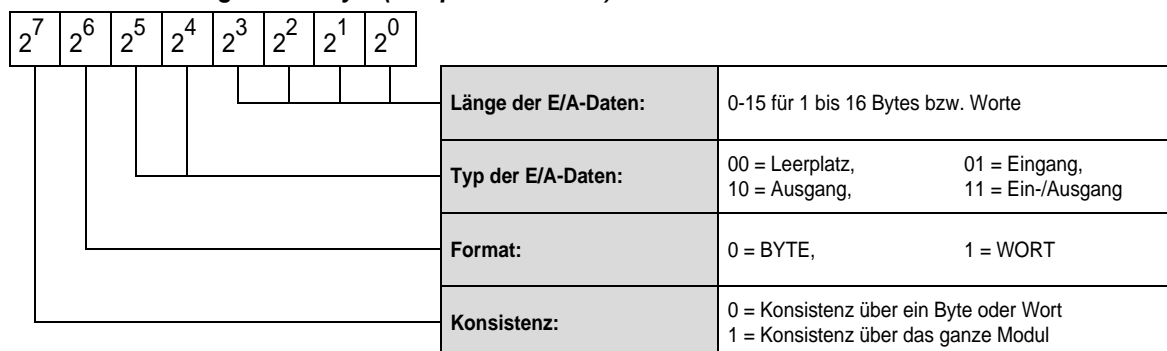 2^7 2^6 2^5 2^4 2^3 2^2 2^1 2^0
Länge der E/A-Daten: 0-15 für 1 bis 16 Bytes bzw. Worte
Typ der E/A-Daten: 00 = Leerplatz, 01 = Eingang,
10 = Ausgang, 11 = Ein-/Ausgang
Format: 0 = BYTE, 1 = WORT
Konsistenz: 0 = Konsistenz über ein Byte oder Wort
1 = Konsistenz über das ganze Modul